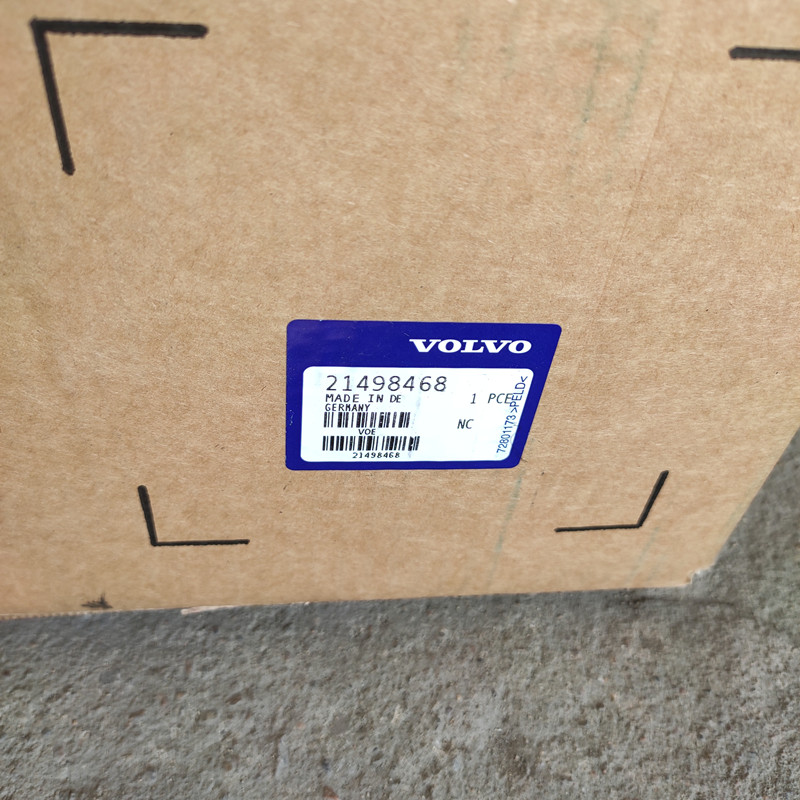 VOLVO
21498468
MADE IN DE
GERMANY
1 PCE
NC
VOE
21498468
72801173 >PELD<